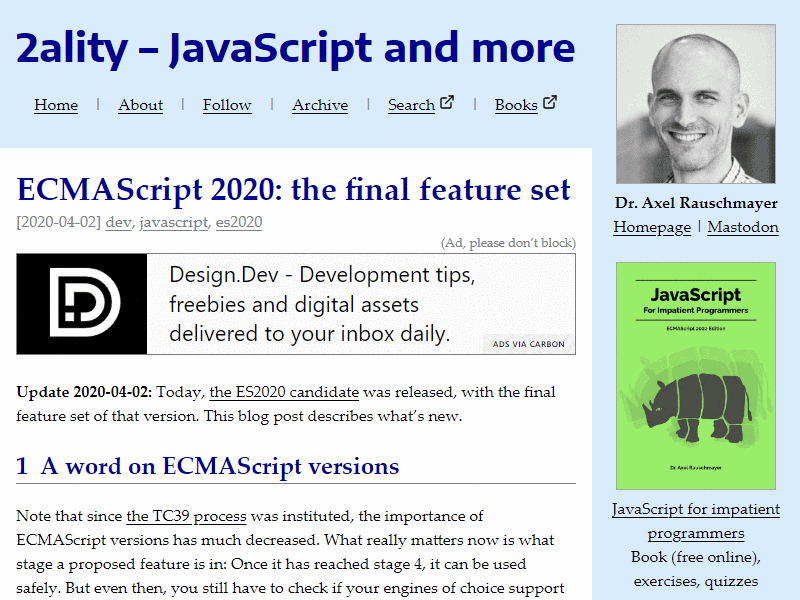 2ality – JavaScript and more
Home | About | Follow | Archive | Search | Books
ECMAScript 2020: the final feature set
[2020-04-02] dev, javascript, es2020
(Ad, please don’t block)
Design.Dev - Development tips,
freebies and digital assets
delivered to your inbox daily.
ADS VIA CARBON
Update 2020-04-02: Today, the ES2020 candidate was released, with the final
feature set of that version. This blog post describes what’s new.
1 A word on ECMAScript versions
Note that since the TC39 process was instituted, the importance of
ECMAScript versions has much decreased. What really matters now is what
stage a proposed feature is in: Once it has reached stage 4, it can be used
safely. But even then, you still have to check if your engines of choice support
Dr. Axel Rauschmayer
Homepage | Mastodon
JavaScript
For Impatient Programmers
ECMAScript 2022 Edition
Dr. Axel Rauschmayer
JavaScript for impatient
programmers
Book (free online),
exercises, quizzes